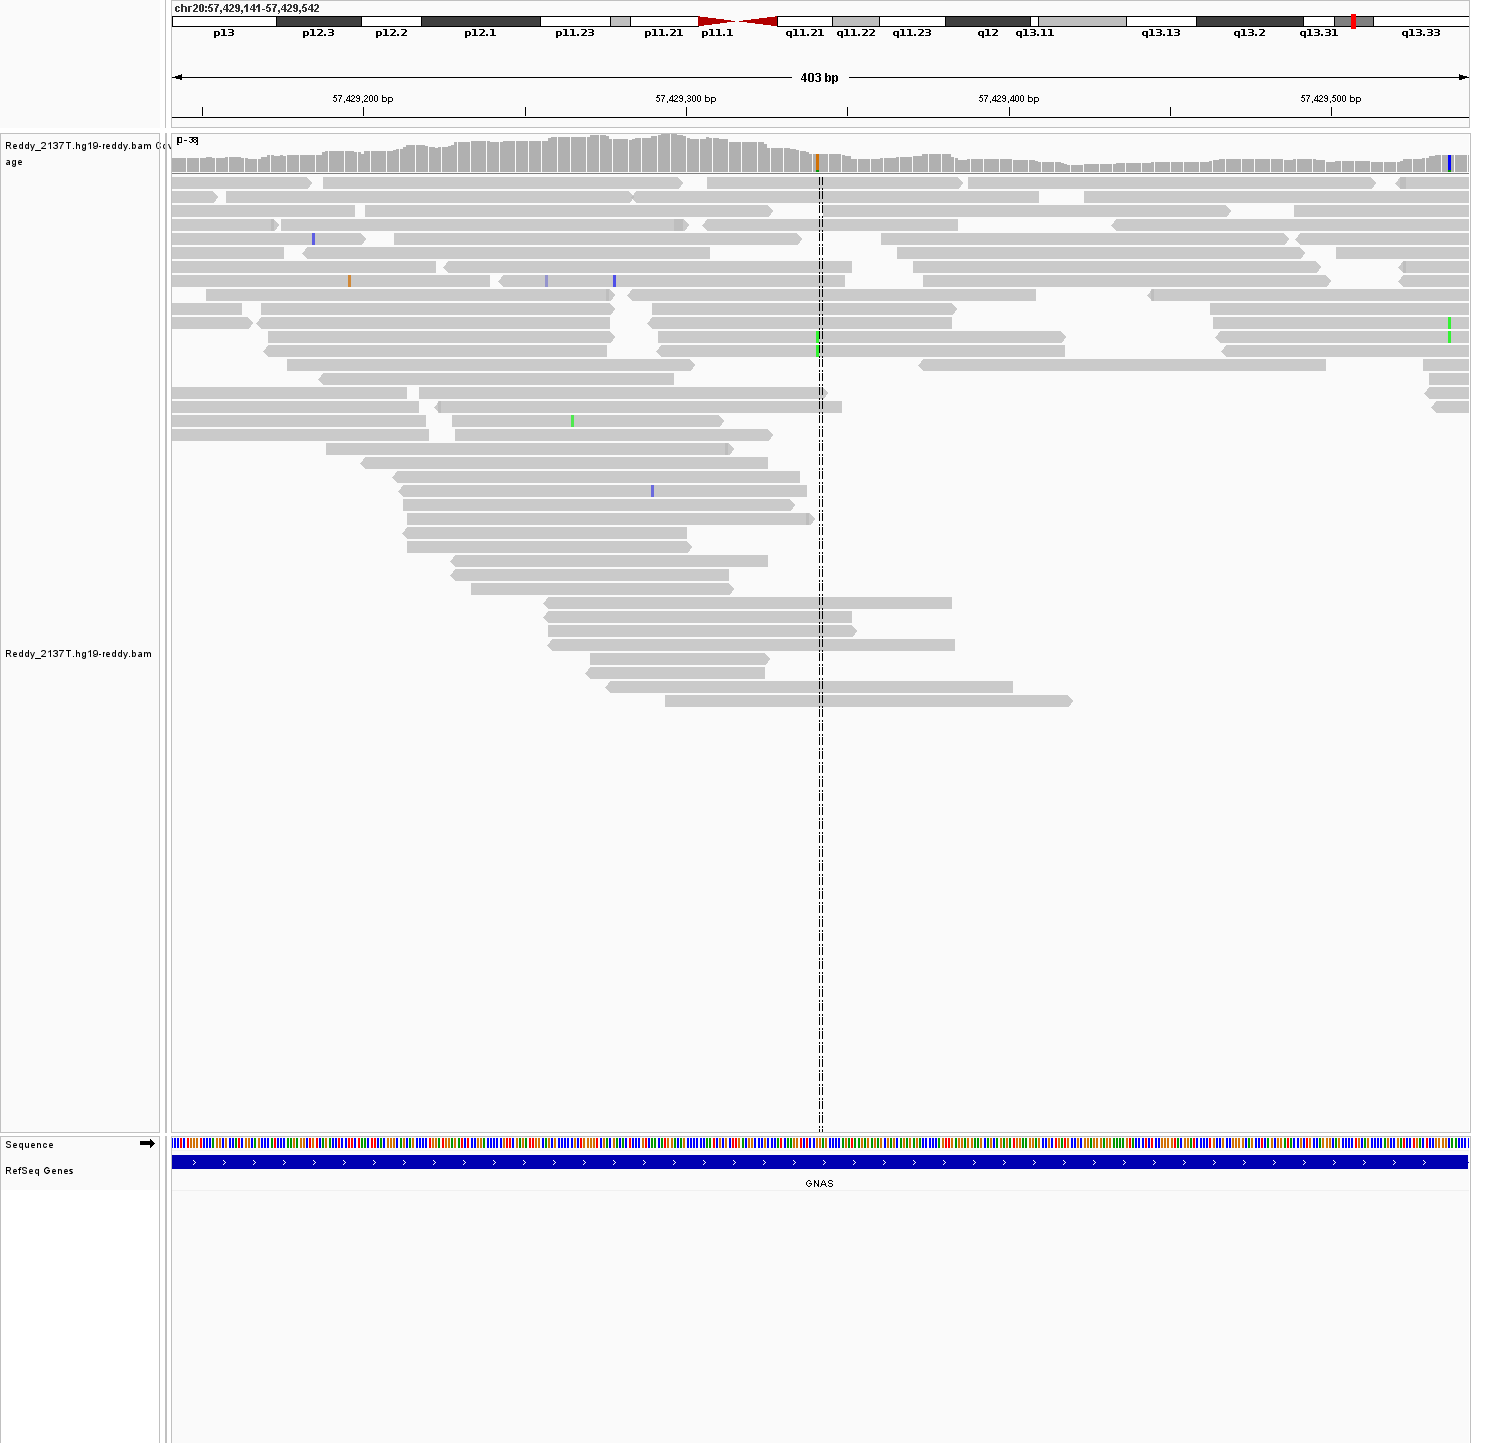 chr20:57,429,141-57,429,542
p13 p12.3 p12.2 p12.1 p11.23 p11.21 p11.1 q11.21 q11.22 q11.23 q12 q13.11 q13.13 q13.2 q13.31 q13.33
403 bp
57,429,200 bp 57,429,300 bp 57,429,400 bp 57,429,500 bp
[0 - 38]
Reddy_2137T.hg19-reddy.bam Cov
age
Reddy_2137T.hg19-reddy.bam
Sequence
RefSeq Genes
GNAS